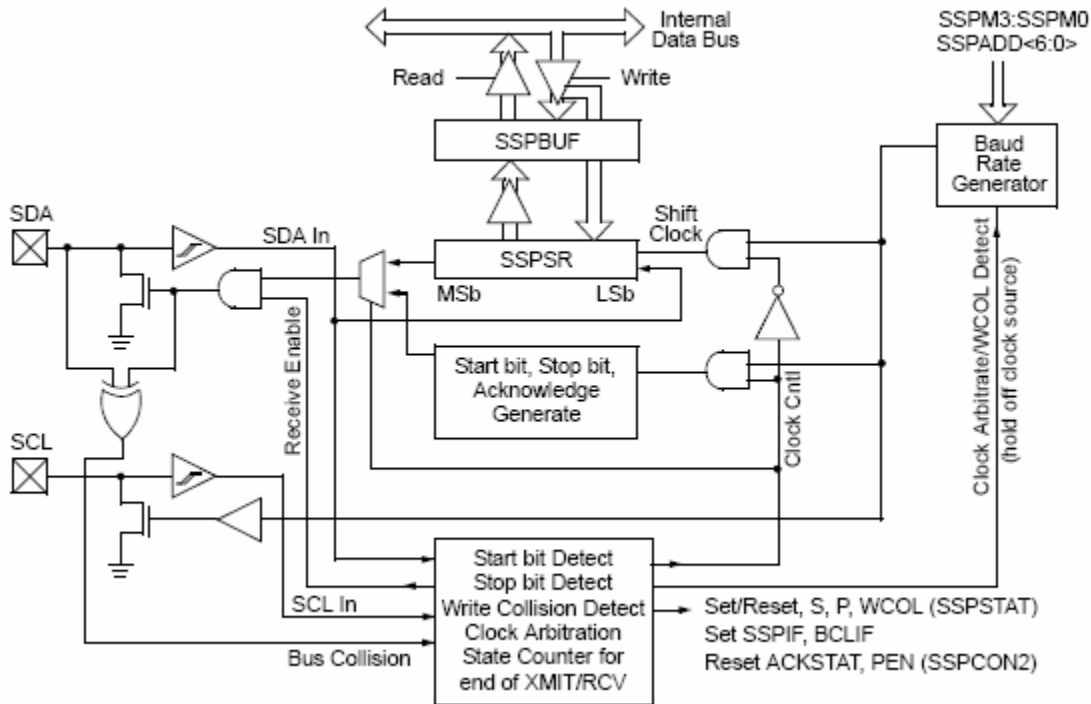 Internal
Data Bus
SSPM3:SSPM0
SSPADD<6:0>
Read
Write
SSPBUF
Baud
Rate
Generator
SDA
SDA In
Shift
Clock
SSPSR
MSb
LSb
Start bit, Stop bit,
Acknowledge
Generate
Receive Enable
Clock Cntl
Clock Arbitrate/WCOL Detect
(hold off clock source)
SCL
SCL In
Bus Collision
Start bit Detect
Stop bit Detect
Write Collision Detect
Clock Arbitration
State Counter for
end of XMIT/RCV
Set/Reset, S, P, WCOL (SSPSTAT)
Set SSPIF, BCLIF
Reset ACKSTAT, PEN (SSPCON2)